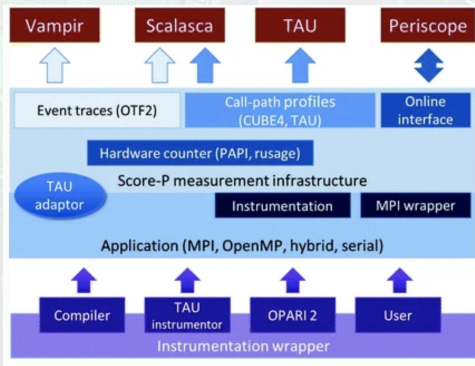 Vampir
Scalasca
TAU
Periscope
Event traces (OTF2)
Call-path profiles
(CUBE4, TAU)
Online
interface
Hardware counter (PAPI, rusage)
TAU
adaptor
Score-P measurement infrastructure
Instrumentation
MPI wrapper
Application (MPI, OpenMP, hybrid, serial)
Compiler
TAU
instrumentor
OPARI 2
User
Instrumentation wrapper